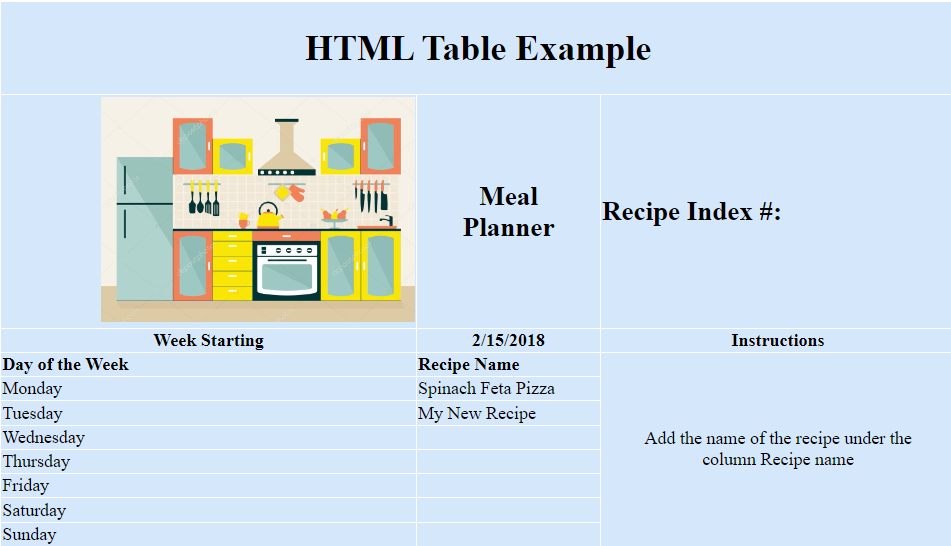 HTML Table Example
Meal
Planner
Recipe Index #:
Week Starting
2/15/2018
Instructions
Day of the Week
Recipe Name
Monday
Spinach Feta Pizza
Tuesday
My New Recipe
Wednesday
Thursday
Friday
Saturday
Sunday
Add the name of the recipe under the
column Recipe name